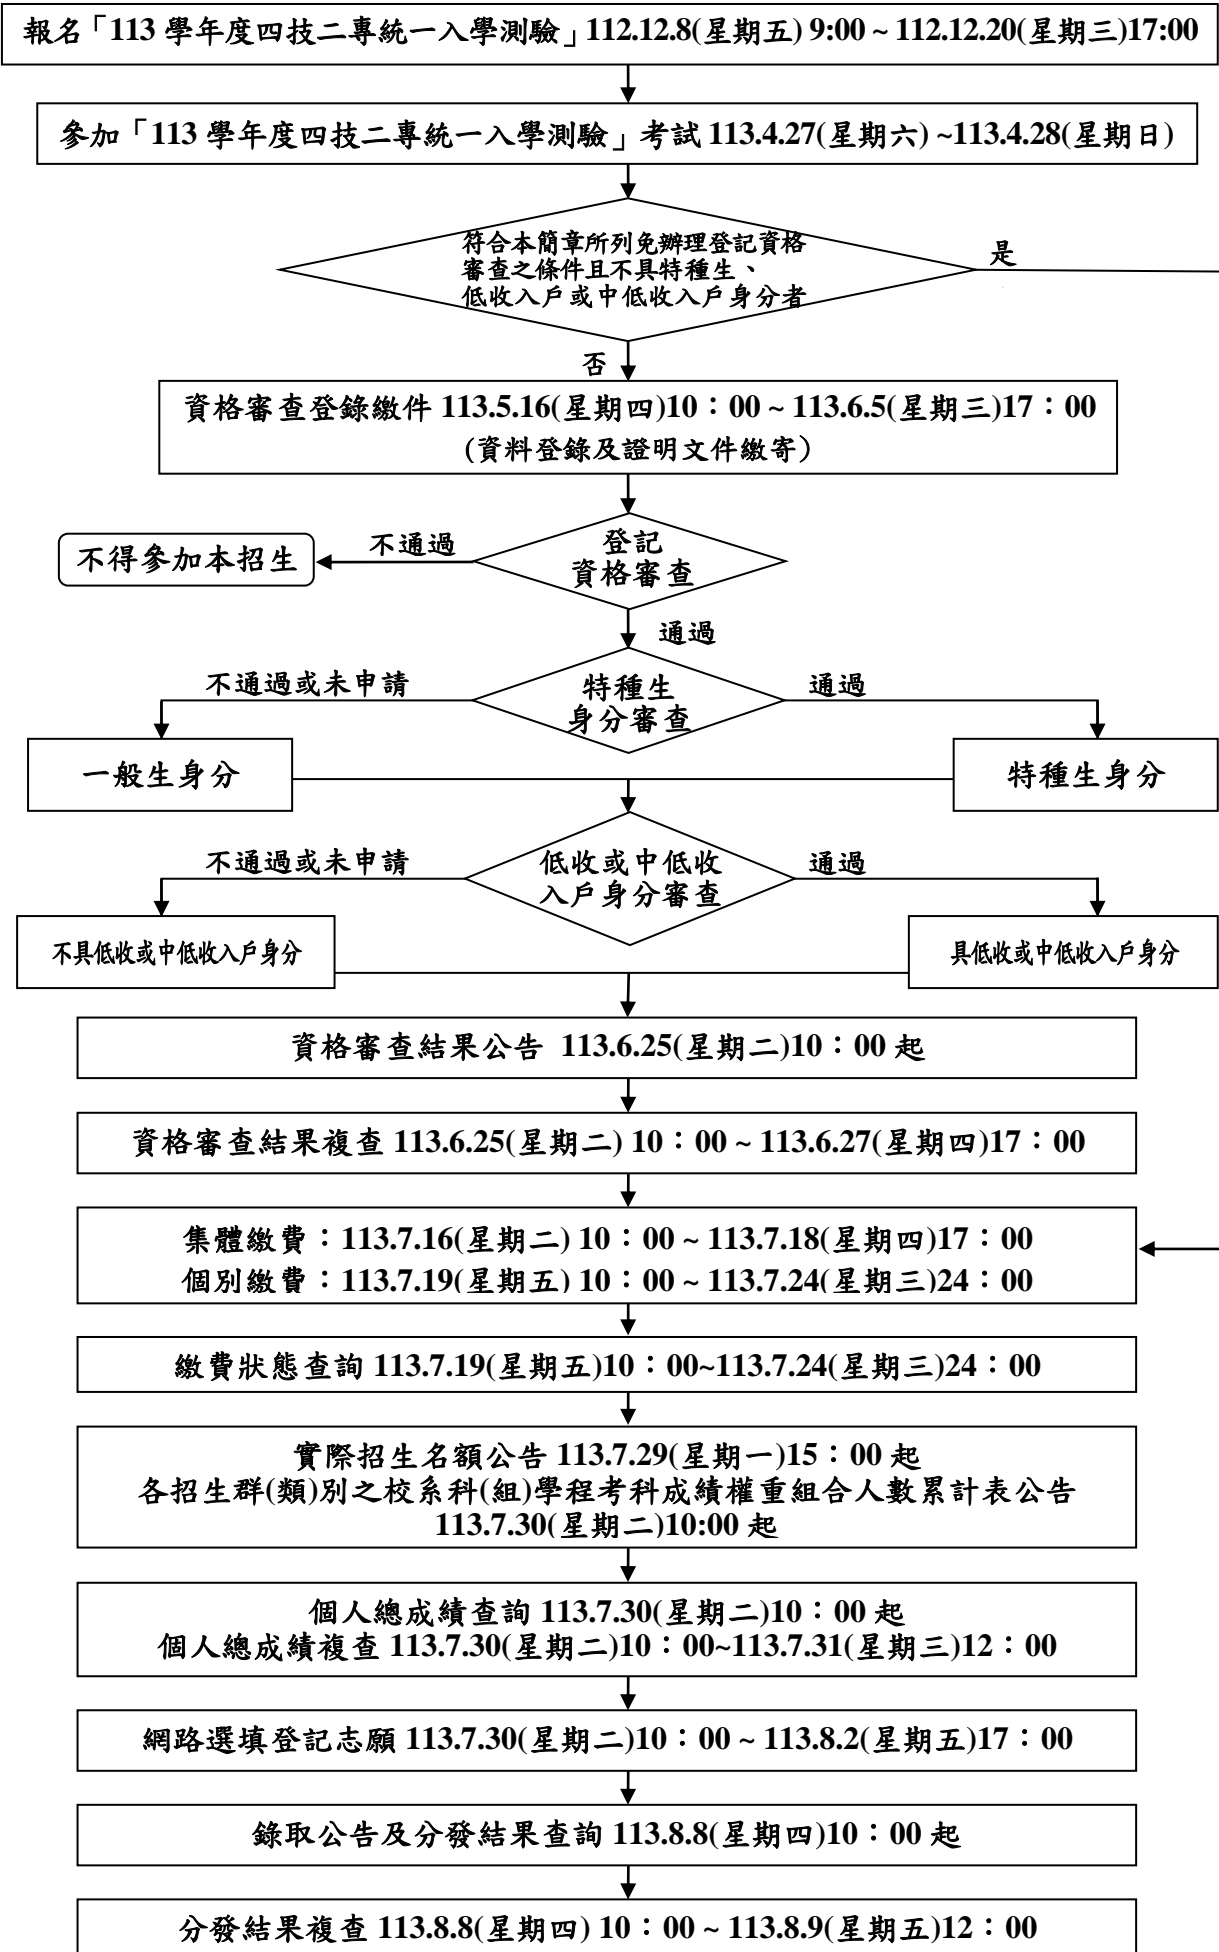 報名「113 學年度四技二專統一入學測驗」112.12.8(星期五) 9:00 ~ 112.12.20(星期三)17:00
參加「113 學年度四技二專統一入學測驗」考試 113.4.27(星期六) ~113.4.28(星期日)
符合本簡章所列免辦理登記資格
審查之條件且不具特種生、
低收入戶或中低收入戶身分者
是
否
資格審查登錄繳件 113.5.16(星期四)10：00 ~ 113.6.5(星期三)17：00
(資料登錄及證明文件繳寄)
登記
資格審查
不通過
不得參加本招生
通過
特種生
身分審查
不通過或未申請
通過
一般生身分
特種生身分
低收或中低收
入戶身分審查
不通過或未申請
通過
不具低收或中低收入戶身分
具低收或中低收入戶身分
資格審查結果公告 113.6.25(星期二)10：00 起
資格審查結果複查 113.6.25(星期二) 10：00 ~ 113.6.27(星期四)17：00
集體繳費：113.7.16(星期二) 10：00 ~ 113.7.18(星期四)17：00
個別繳費：113.7.19(星期五) 10：00 ~ 113.7.24(星期三)24：00
繳費狀態查詢 113.7.19(星期五)10：00~113.7.24(星期三)24：00
實際招生名額公告 113.7.29(星期一)15：00 起
各招生群(類)別之校系科(組)學程考科成績權重組合人數累計表公告
113.7.30(星期二)10:00 起
個人總成績查詢 113.7.30(星期二)10：00 起
個人總成績複查 113.7.30(星期二)10：00~113.7.31(星期三)12：00
網路選填登記志願 113.7.30(星期二)10：00 ~ 113.8.2(星期五)17：00
錄取公告及分發結果查詢 113.8.8(星期四)10：00 起
分發結果複查 113.8.8(星期四) 10：00 ~ 113.8.9(星期五)12：00